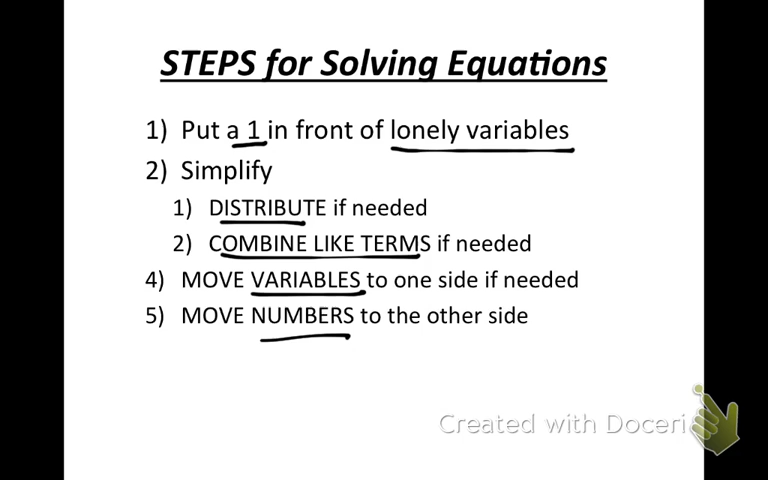 STEPS for Solving Equations
1) Put a 1 in front of lonely variables
2) Simplify
1) DISTRIBUTE if needed
2) COMBINE LIKE TERMS if needed
4) MOVE VARIABLES to one side if needed
5) MOVE NUMBERS to the other side
Created with Doceri